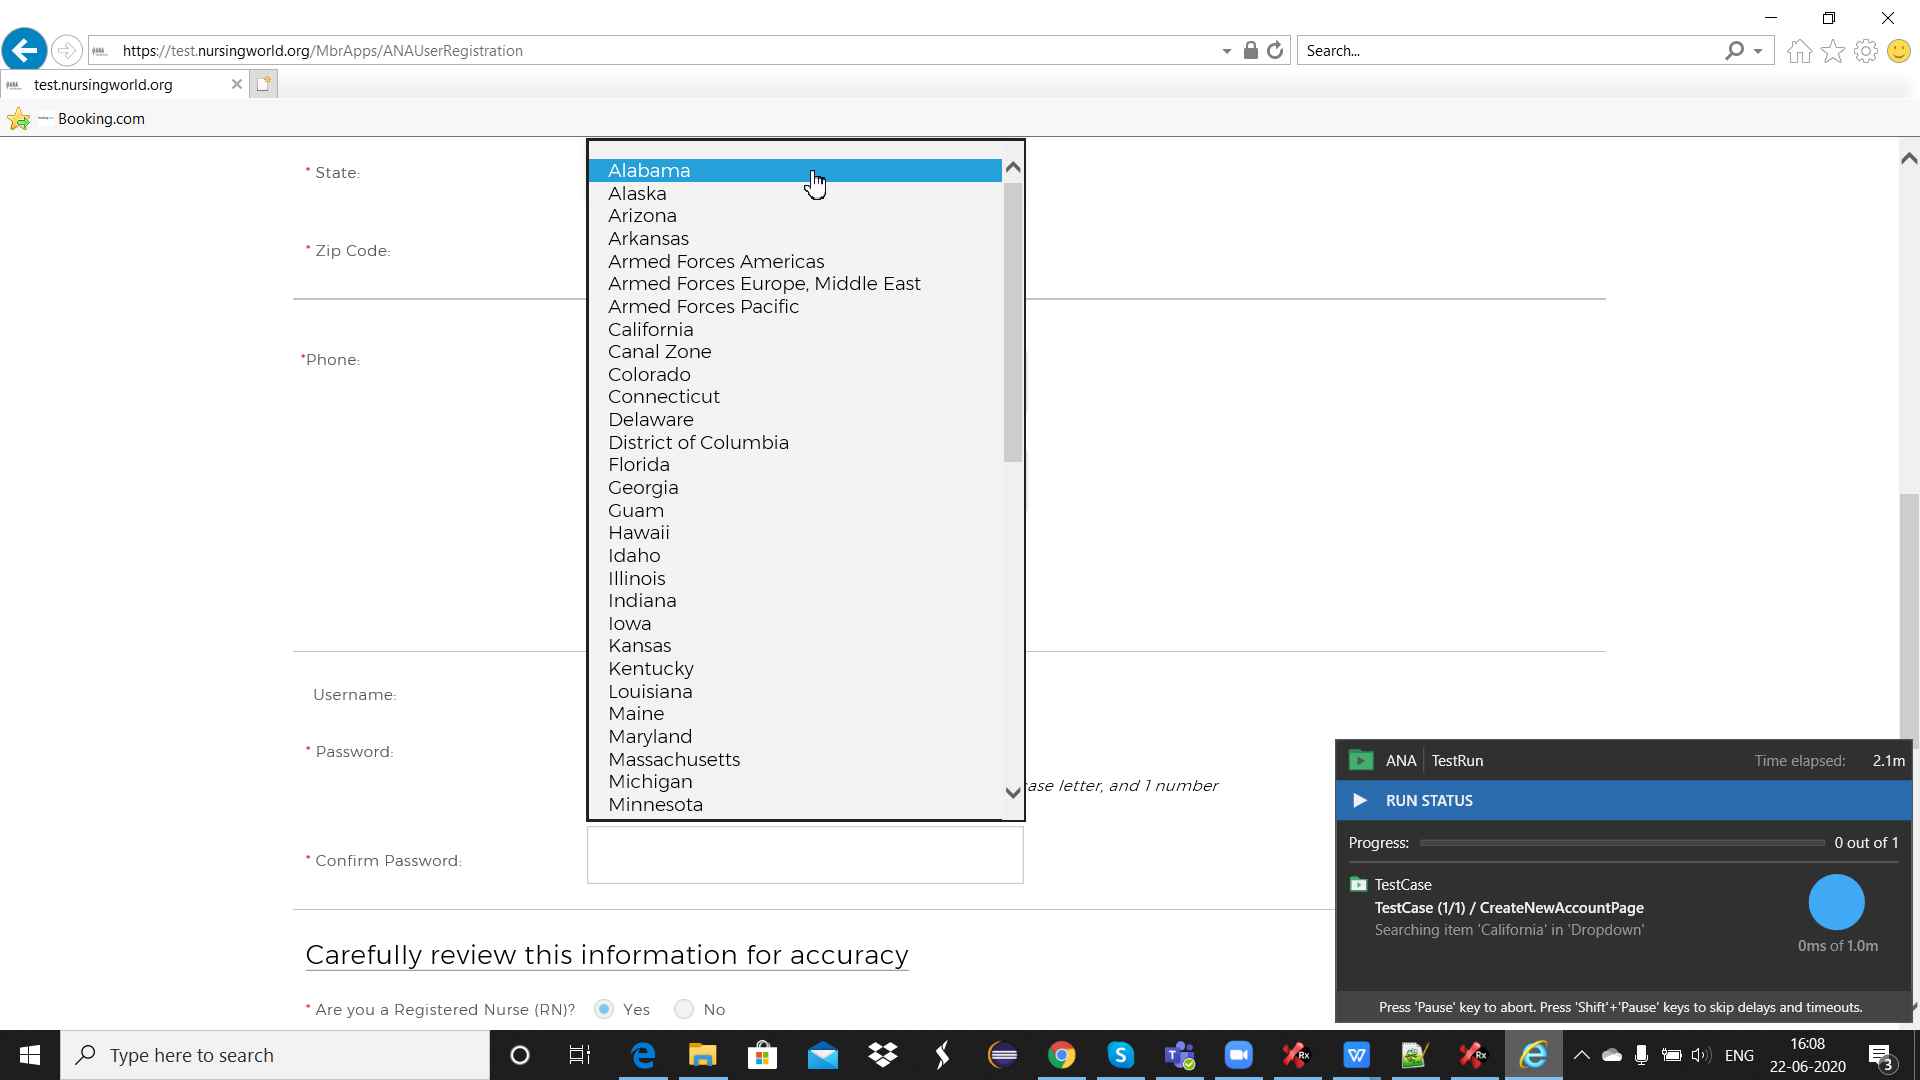 https://test.nursingworld.org/MbrApps/ANAUserRegistration
Search...
test.nursingworld.org
Booking.com
* State:
Alabama
Alaska
Arizona
Arkansas
* Zip Code:
Armed Forces Americas
Armed Forces Europe, Middle East
Armed Forces Pacific
California
Canal Zone
*Phone:
Colorado
Connecticut
Delaware
District of Columbia
Florida
Georgia
Guam
Hawaii
Idaho
Illinois
Indiana
Iowa
Kansas
Kentucky
Louisiana
Username:
Maine
Maryland
* Password:
Massachusetts
Michigan
ase letter, and 1 number
Minnesota
* Confirm Password:
Carefully review this information for accuracy
* Are you a Registered Nurse (RN)? Yes No
ANA TestRun Time elapsed: 2.1m
RUN STATUS
Progress: 0 out of 1
TestCase
TestCase (1/1) / CreateNewAccountPage
Searching item 'California' in 'Dropdown'
0ms of 1.0m
Press 'Pause' key to abort. Press 'Shift'+'Pause' keys to skip delays and timeouts.
Type here to search
ENG
16:08
22-06-2020
3